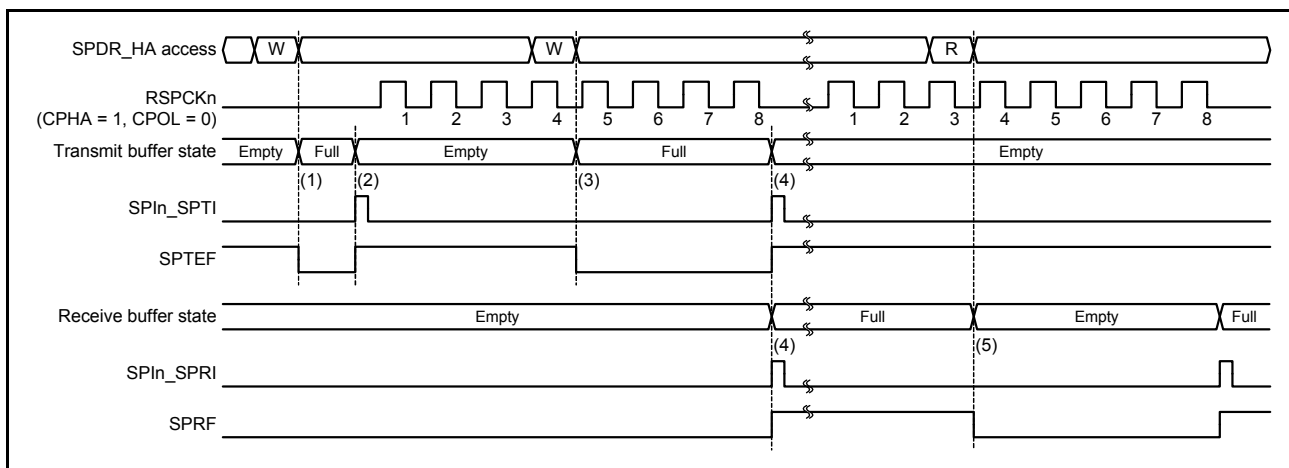 SPDR_HA access W W R
RSPCKn
(CPHA = 1, CPOL = 0)
1 2 3 4 5 6 7 8 1 2 3 4 5 6 7 8
Transmit buffer state Empty Full Empty Full Empty
(1) (2) (3) (4)
SPIn_SPTI
SPTEF
Receive buffer state Empty Full Empty Full
(4) (5)
SPIn_SPRI
SPRF